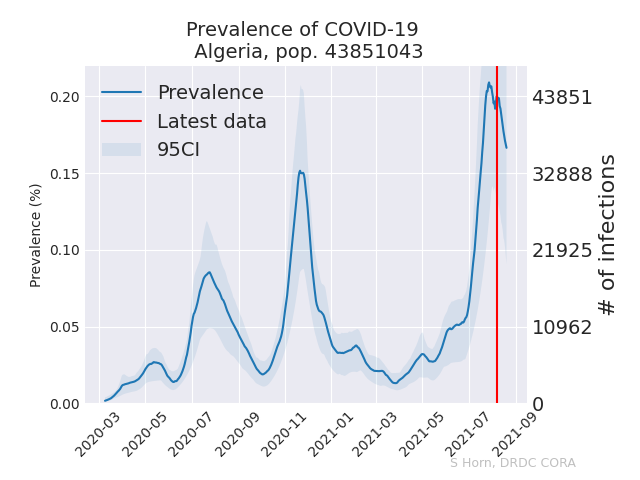 Prevalence of COVID-19
Algeria, pop. 43851043
Prevalence
Latest data
95CI
Prevalence (%)
0.20
0.15
0.10
0.05
0.00
43851
32888
21925
10962
0
# of infections
2020-03
2020-05
2020-07
2020-09
2020-11
2021-01
2021-03
2021-05
2021-07
2021-09
S Horn, DRDC CORA